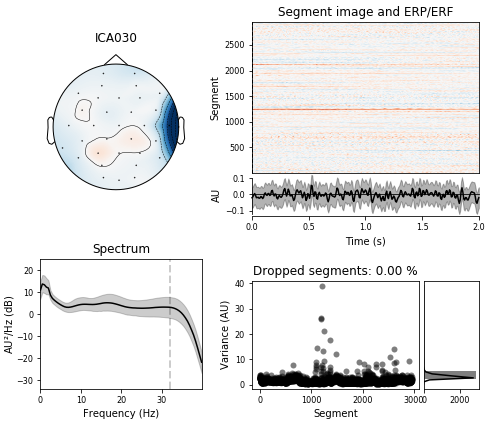 ICA030
Segment image and ERP/ERF
Segment
2500
2000
1500
1000
500
AU
0.1
0.0
−0.1
0.0 0.5 1.0 1.5 2.0
Time (s)
Spectrum
AU²/Hz (dB)
20
10
0
−10
−20
−30
0 10 20 30
Frequency (Hz)
Dropped segments: 0.00 %
Variance (AU)
40
30
20
10
0
0 1000 2000 3000 0 2000
Segment